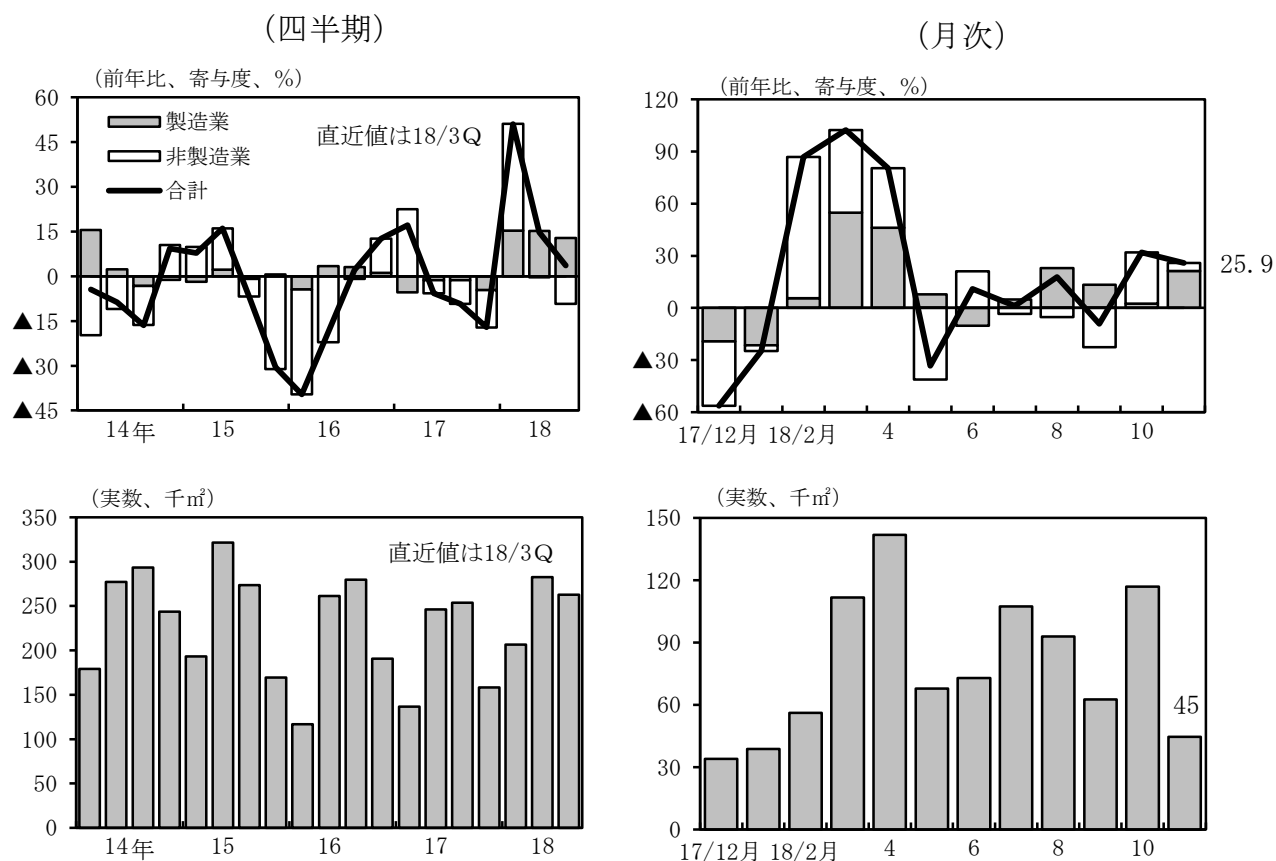 （四半期）
（前年比、寄与度、％）
60
45
30
15
0
▲15
▲30
▲45
製造業
非製造業
合計
直近値は18/3Ｑ
14年 15 16 17 18
（月次）
（前年比、寄与度、％）
120
90
60
30
0
▲30
▲60
25.9
17/12月 18/2月 4 6 8 10
（実数、千㎡）
350
300
250
200
150
100
50
0
直近値は18/3Ｑ
14年 15 16 17 18
（実数、千㎡）
150
120
90
60
30
0
45
17/12月 18/2月 4 6 8 10